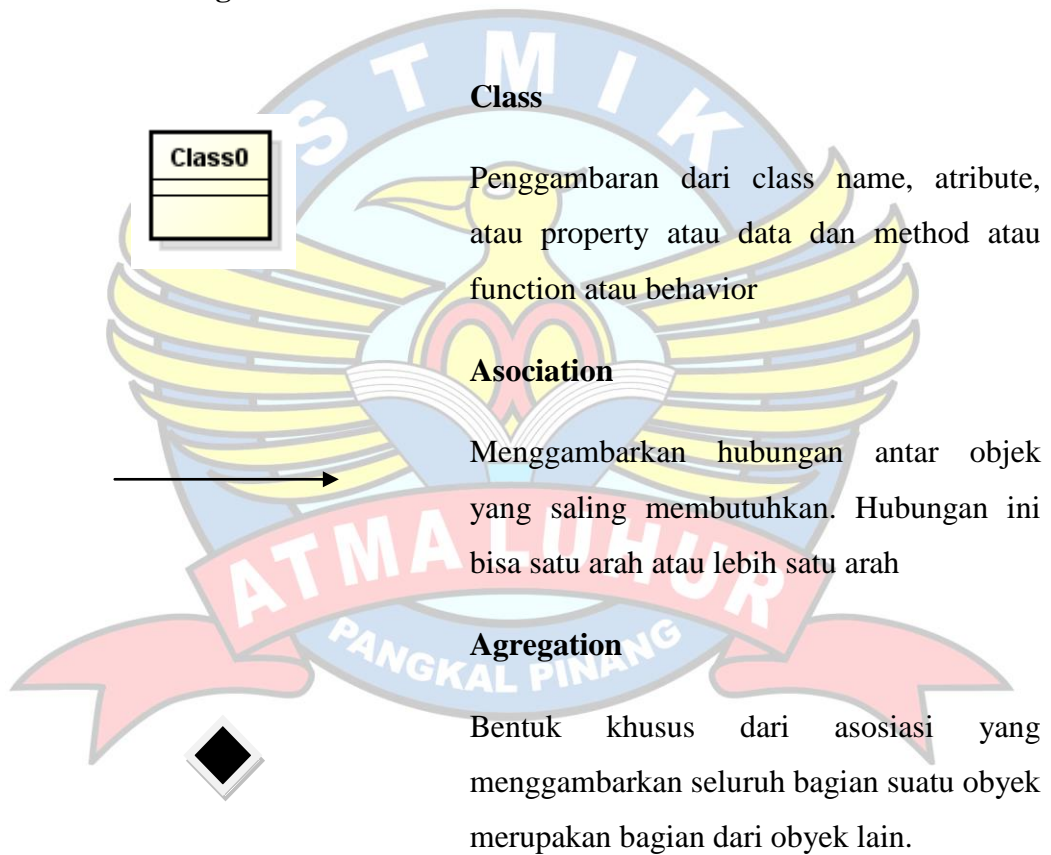 STMIK
Class
Class0
Penggambaran dari class name, atribute,
atau property atau data dan method atau
function atau behavior
Asociation
Menggambarkan hubungan antar objek
yang saling membutuhkan. Hubungan ini
bisa satu arah atau lebih satu arah
ATMA LUHUR
PANGKAL PINANG
Agregation
Bentuk khusus dari asosiasi yang
menggambarkan seluruh bagian suatu obyek
merupakan bagian dari obyek lain.